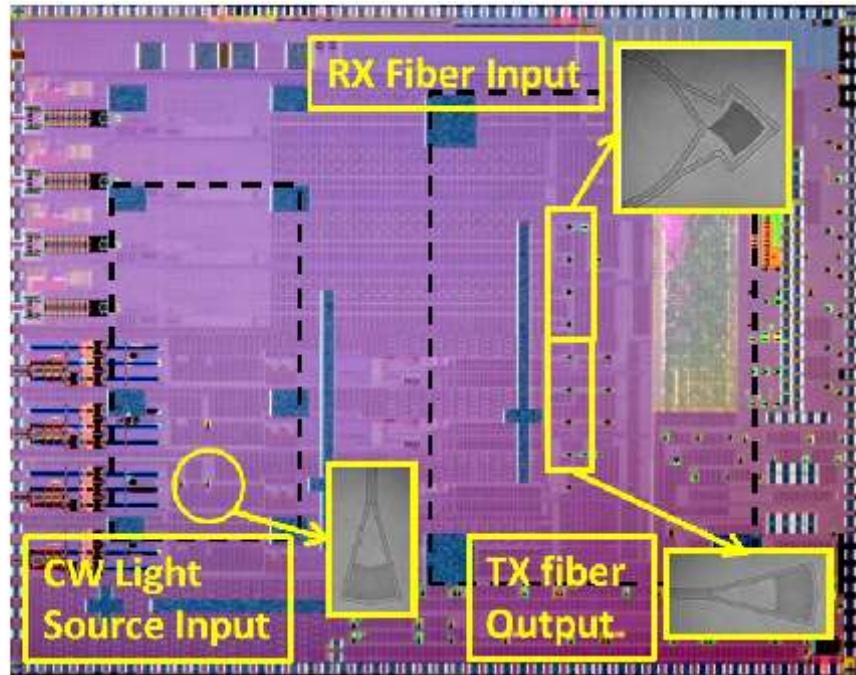 RX Fiber Input
CW Light
Source Input
TX fiber
Output